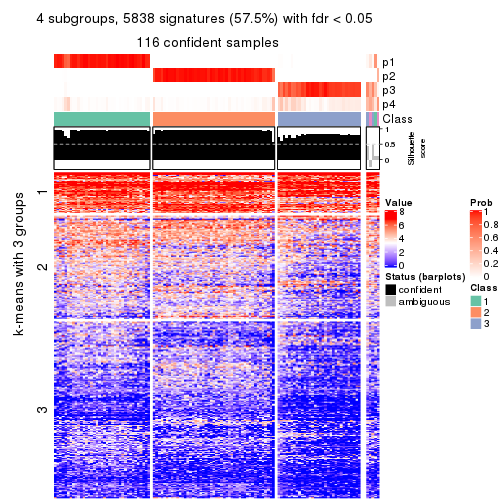 4 subgroups, 5838 signatures (57.5%) with fdr < 0.05
116 confident samples
p1
p2
p3
p4
Class
1
0.5
0
Silhouette
score
k-means with 3 groups
1
2
3
Value
8
6
4
2
0
Status (barplots)
confident
ambiguous
Prob
1
0.8
0.6
0.4
0.2
0
Class
1
2
3